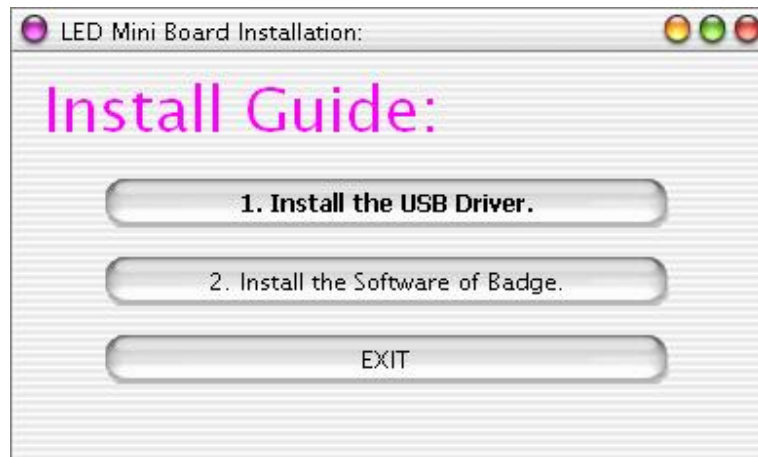 LED Mini Board Installation:
Install Guide:
1. Install the USB Driver.
2. Install the Software of Badge.
EXIT